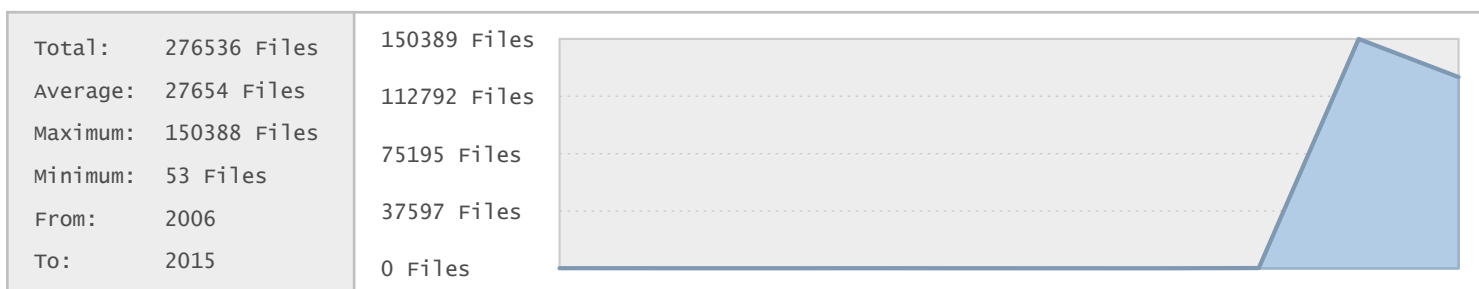 Total: 276536 Files
Average: 27654 Files
Maximum: 150388 Files
Minimum: 53 Files
From: 2006
To: 2015
150389 Files
112792 Files
75195 Files
37597 Files
0 Files